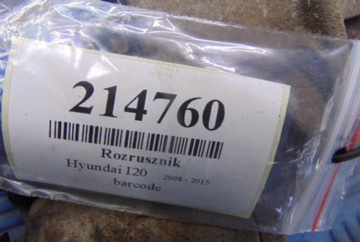 214760
Rozrusznik
Hyundai I20 2008 - 2015
barcode